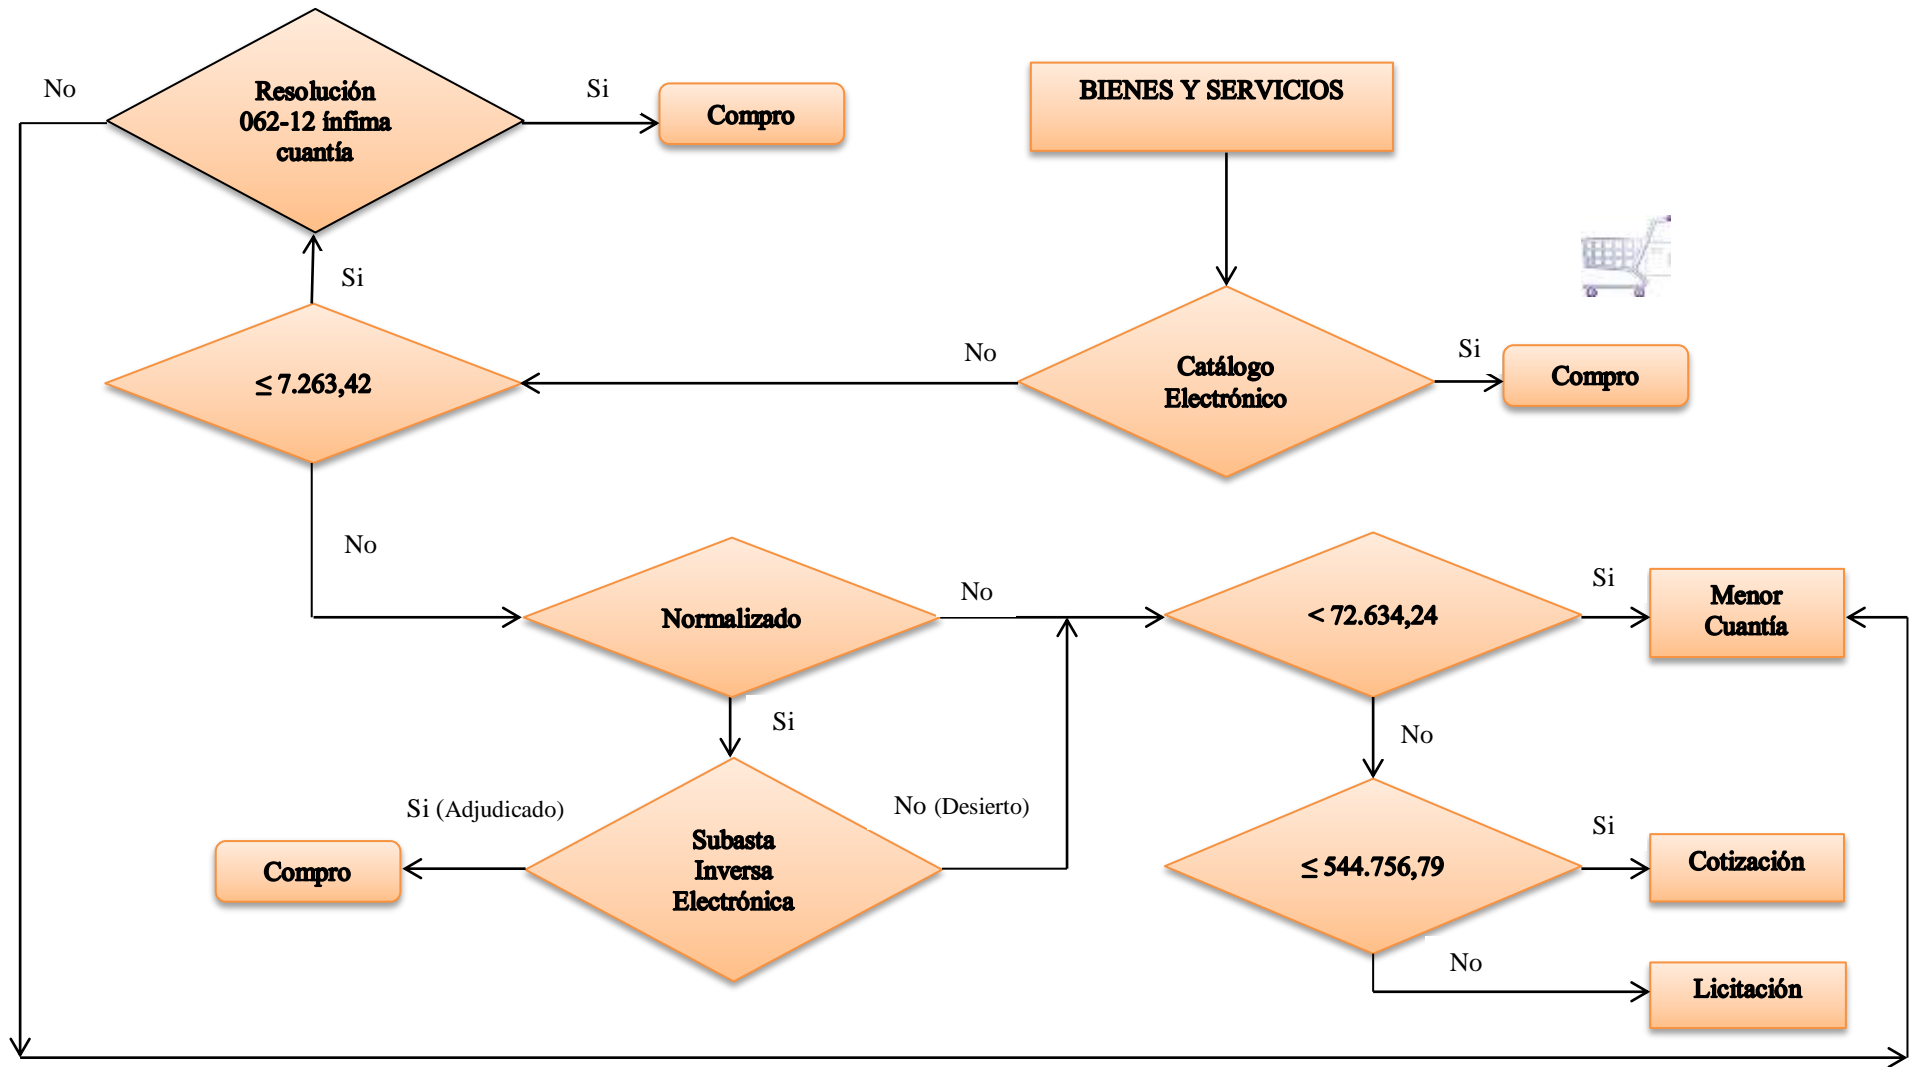 No
Resolución
062-12 ínfima
cuantía
Si
Compro
BIENES Y SERVICIOS
Si
≤ 7.263,42
No
Catálogo
Electrónico
Si
Compro
No
Normalizado
No
< 72.634,24
Si
Menor
Cuantía
Si
No
Si (Adjudicado)
No (Desierto)
Subasta
Inversa
Electrónica
Compro
≤ 544.756,79
Si
Cotización
No
Licitación